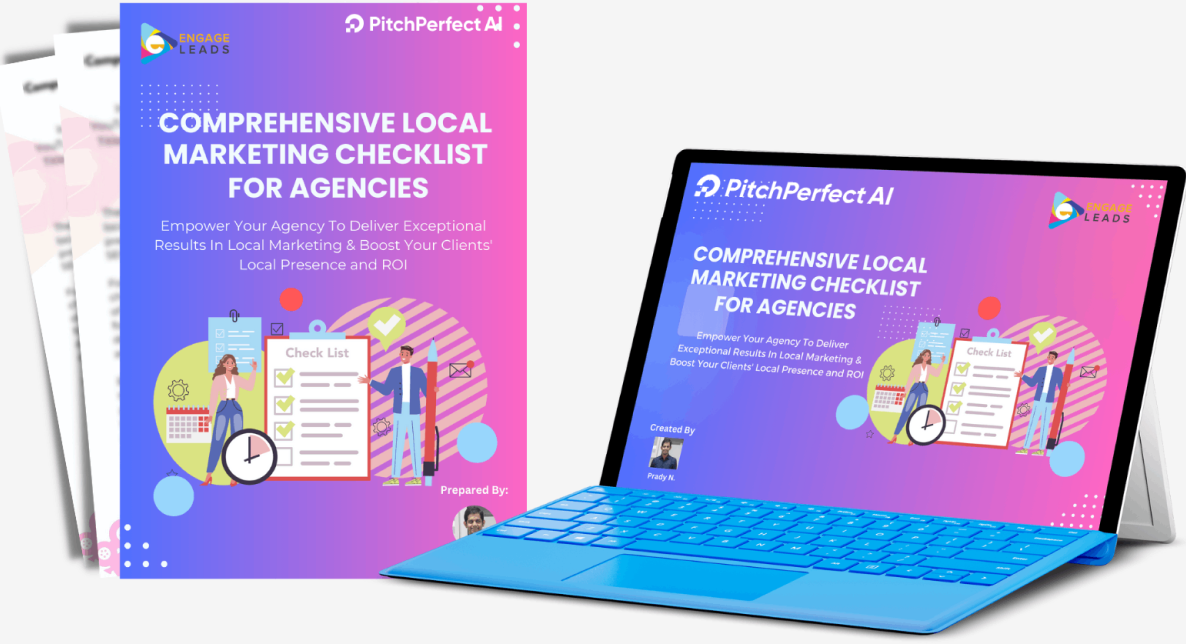 ENGAGE
LEADS
PitchPerfect AI
COMPREHENSIVE LOCAL
MARKETING CHECKLIST
FOR AGENCIES
Empower Your Agency To Deliver Exceptional
Results In Local Marketing & Boost Your Clients'
Local Presence and ROI
Check List
Prepared By:
PitchPerfect AI
ENGAGE
LEADS
COMPREHENSIVE LOCAL
MARKETING CHECKLIST
FOR AGENCIES
Empower Your Agency To Deliver
Exceptional Results In Local Marketing &
Boost Your Clients' Local Presence and ROI
Check List
Created By
Prady N.